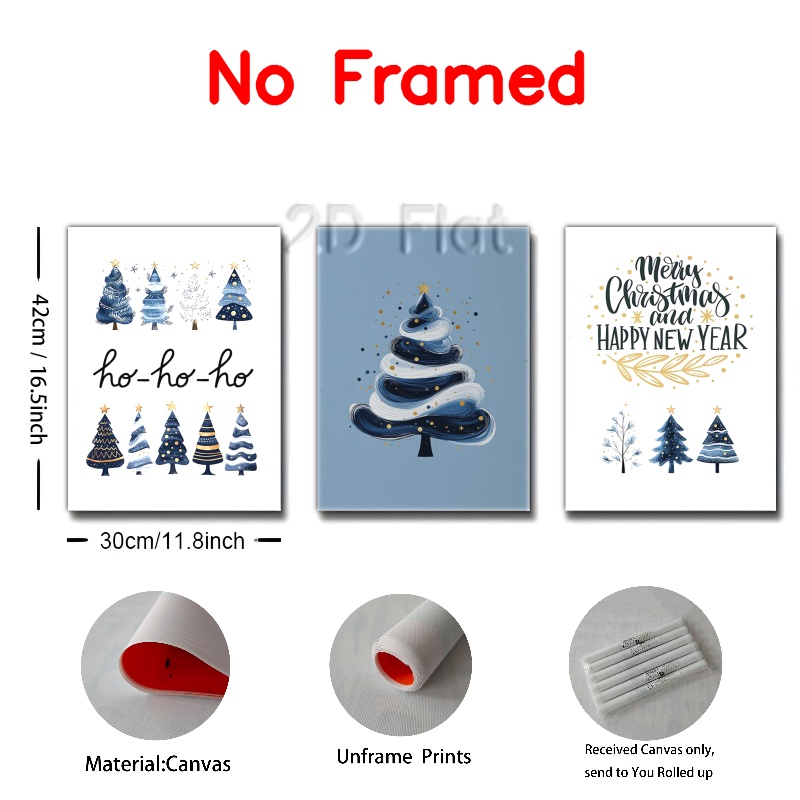 No Framed
2D Flat
42cm / 16.5inch
ho-ho-ho
Merry
Christmas
and
HAPPY NEW YEAR
30cm/11.8inch
Material:Canvas
Unframe Prints
Received Canvas only,
send to You Rolled up